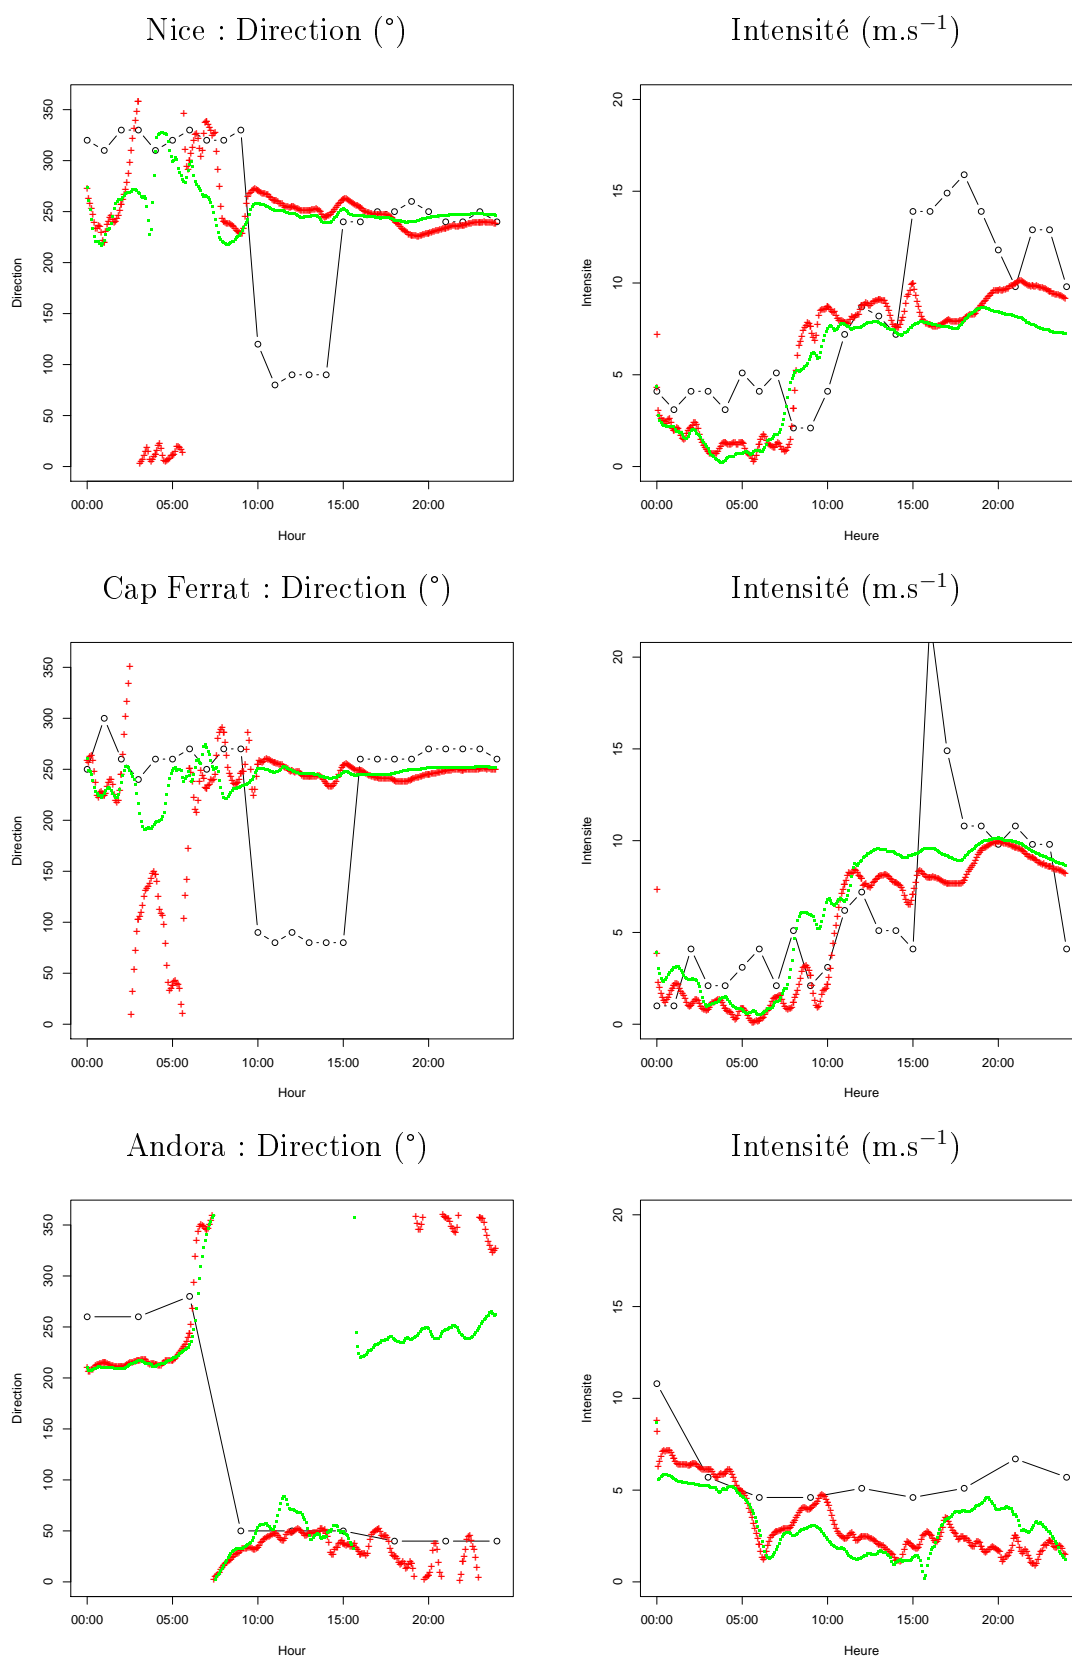 Nice : Direction (°)
Intensité (m.s−1)
350
300
250
200
150
100
50
0
Direction
00:00 05:00 10:00 15:00 20:00
Hour
20
15
10
5
0
Intensite
00:00 05:00 10:00 15:00 20:00
Heure
Cap Ferrat : Direction (°)
Intensité (m.s−1)
350
300
250
200
150
100
50
0
Direction
00:00 05:00 10:00 15:00 20:00
Hour
20
15
10
5
0
Intensite
00:00 05:00 10:00 15:00 20:00
Heure
Andora : Direction (°)
Intensité (m.s−1)
350
300
250
200
150
100
50
0
Direction
00:00 05:00 10:00 15:00 20:00
Hour
20
15
10
5
0
Intensite
00:00 05:00 10:00 15:00 20:00
Heure